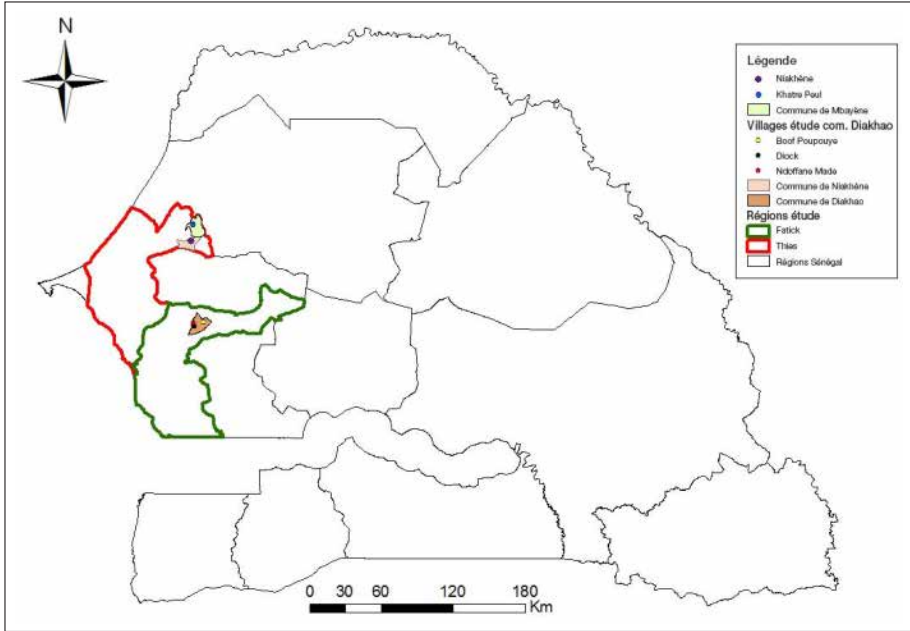 N
Légende
Niakhène
Khatre Peul
Commune de Mbayène
Villages étude com. Diakhao
Boof Poupouye
Diock
Ndoffane Made
Commune de Niakhène
Commune de Diakhao
Régions étude
Fatick
Thies
Régions Sénégal
0 30 60 120 180
Km